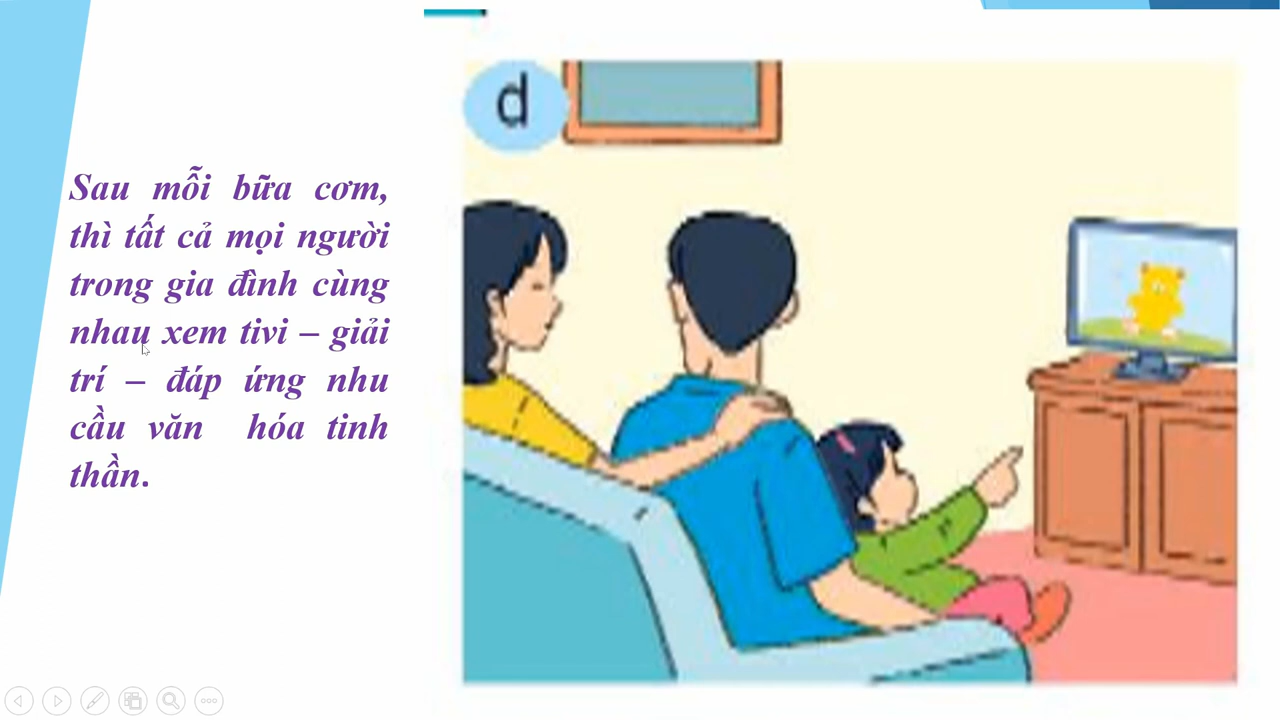 Sau mỗi bữa cơm,
thì tất cả mọi người
trong gia đình cùng
nhau xem tivi – giải
trí – đáp ứng nhu
cầu văn hóa tinh
thần.
d